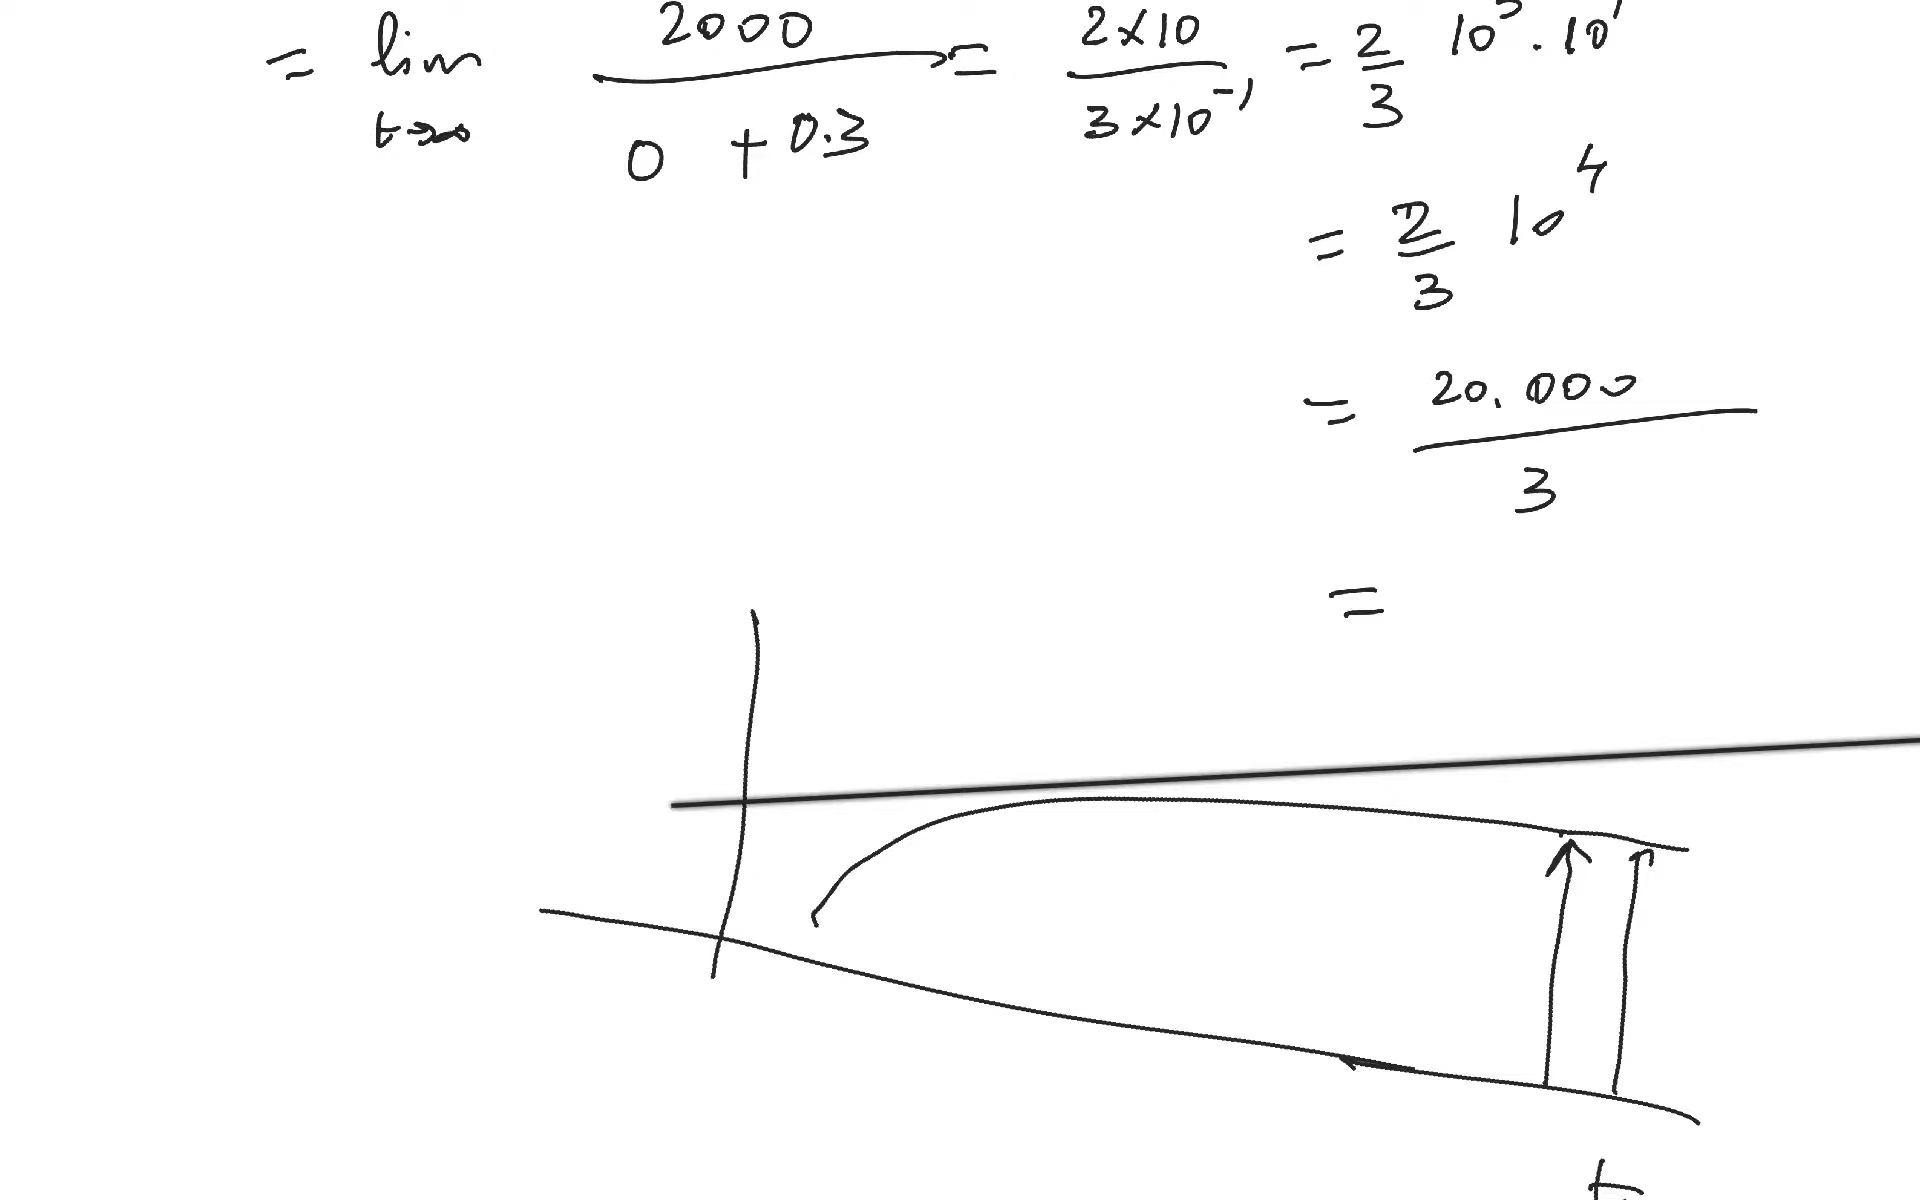 = lim t→∞ 2000 / (0 + 0.3) = (2×10) / (3×10⁻¹) = 2/3 10³ · 10¹
= 2/3 10⁴
= 20.000 / 3
=
t